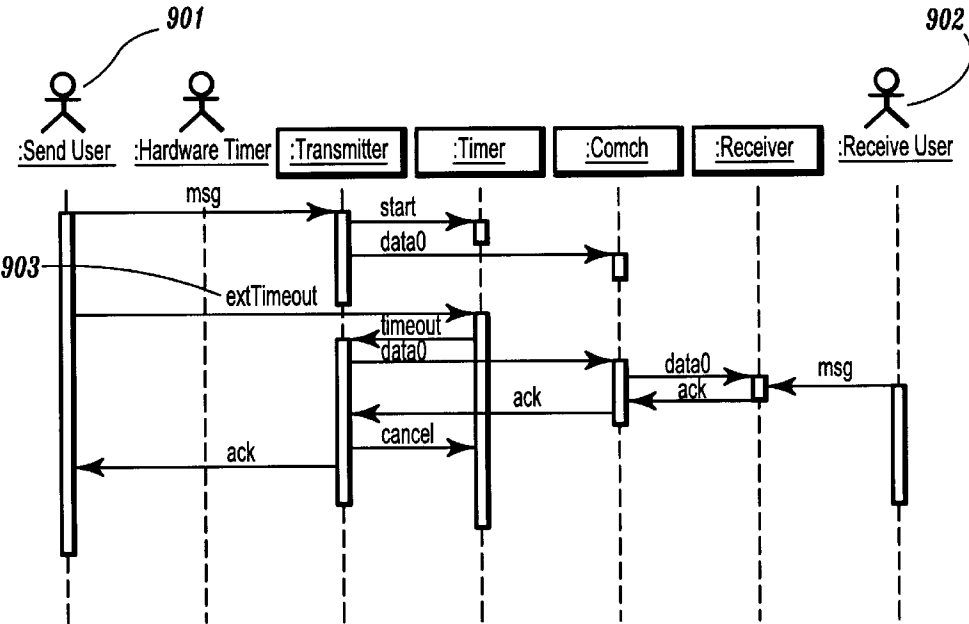 901
902
:Send User
:Hardware Timer
:Transmitter
:Timer
:Comch
:Receiver
:Receive User
msg
start
data0
903
extTimeout
timeout
data0
data0
msg
ack
ack
cancel
ack